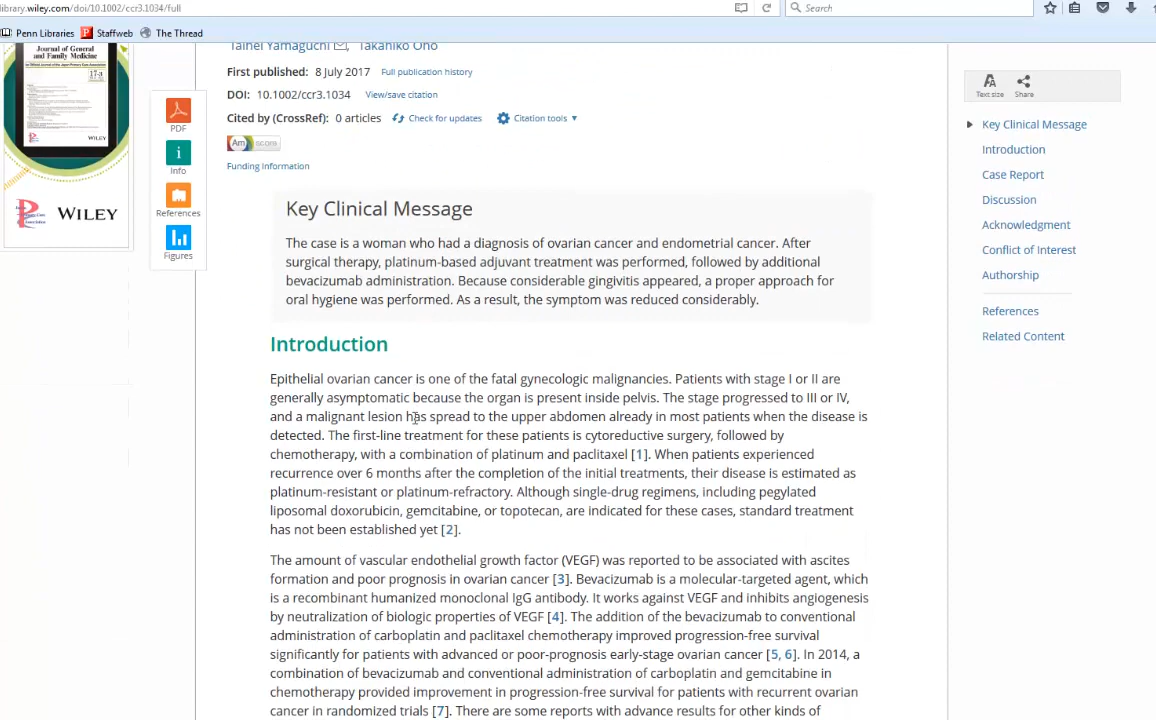 library.wiley.com/doi/10.1002/ccr3.1034/full
Search
Penn Libraries
Staffweb
The Thread
Journal of General
and Family Medicine
17-3
WILEY
WILEY
PDF
Info
References
Figures
Tainei Yamaguchi, Takahiko Ono
First published: 8 July 2017 Full publication history
DOI: 10.1002/ccr3.1034 View/save citation
Cited by (CrossRef): 0 articles Check for updates Citation tools
Am score
Funding Information
Key Clinical Message
The case is a woman who had a diagnosis of ovarian cancer and endometrial cancer. After
surgical therapy, platinum-based adjuvant treatment was performed, followed by additional
bevacizumab administration. Because considerable gingivitis appeared, a proper approach for
oral hygiene was performed. As a result, the symptom was reduced considerably.
Introduction
Epithelial ovarian cancer is one of the fatal gynecologic malignancies. Patients with stage I or II are
generally asymptomatic because the organ is present inside pelvis. The stage progressed to III or IV,
and a malignant lesion has spread to the upper abdomen already in most patients when the disease is
detected. The first-line treatment for these patients is cytoreductive surgery, followed by
chemotherapy, with a combination of platinum and paclitaxel [1]. When patients experienced
recurrence over 6 months after the completion of the initial treatments, their disease is estimated as
platinum-resistant or platinum-refractory. Although single-drug regimens, including pegylated
liposomal doxorubicin, gemcitabine, or topotecan, are indicated for these cases, standard treatment
has not been established yet [2].
The amount of vascular endothelial growth factor (VEGF) was reported to be associated with ascites
formation and poor prognosis in ovarian cancer [3]. Bevacizumab is a molecular-targeted agent, which
is a recombinant humanized monoclonal IgG antibody. It works against VEGF and inhibits angiogenesis
by neutralization of biologic properties of VEGF [4]. The addition of the bevacizumab to conventional
administration of carboplatin and paclitaxel chemotherapy improved progression-free survival
significantly for patients with advanced or poor-prognosis early-stage ovarian cancer [5, 6]. In 2014, a
combination of bevacizumab and conventional administration of carboplatin and gemcitabine in
chemotherapy provided improvement in progression-free survival for patients with recurrent ovarian
cancer in randomized trials [7]. There are some reports with advance results for other kinds of
Text size
Share
Key Clinical Message
Introduction
Case Report
Discussion
Acknowledgment
Conflict of Interest
Authorship
References
Related Content